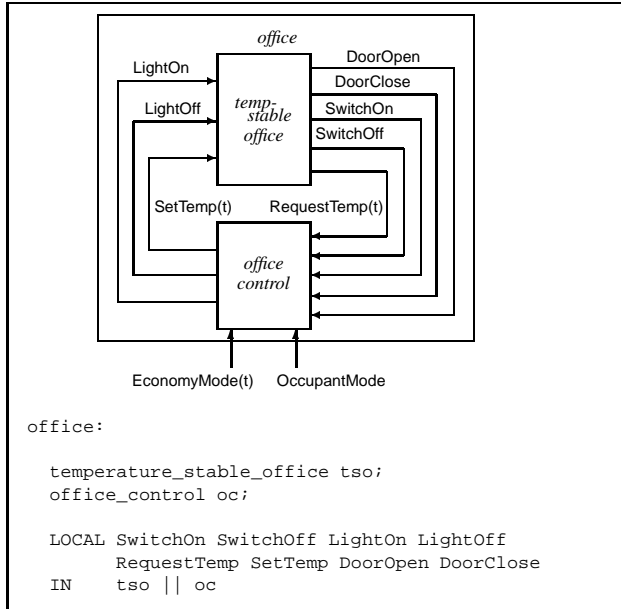 office
LightOn
DoorOpen
DoorClose
LightOff
temp-
stable
office
SwitchOn
SwitchOff
SetTemp(t)
RequestTemp(t)
office
control
EconomyMode(t) OccupantMode
office:
temperature_stable_office tso;
office_control oc;
LOCAL SwitchOn SwitchOff LightOn LightOff
RequestTemp SetTemp DoorOpen DoorClose
IN tso || oc